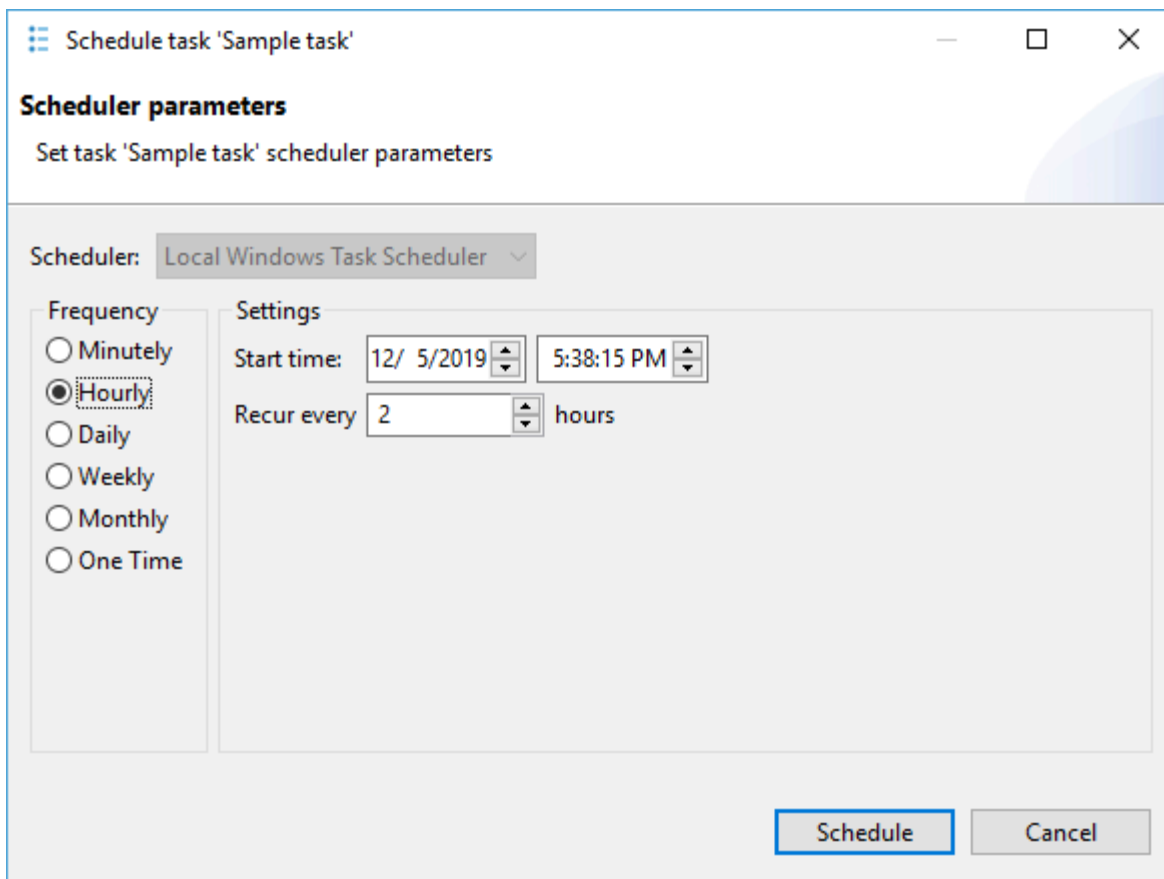 Schedule task 'Sample task'
Scheduler parameters
Set task 'Sample task' scheduler parameters
Scheduler: Local Windows Task Scheduler
Frequency
Minutely
Hourly
Daily
Weekly
Monthly
One Time
Settings
Start time: 12/ 5/2019 5:38:15 PM
Recur every 2 hours
Schedule Cancel